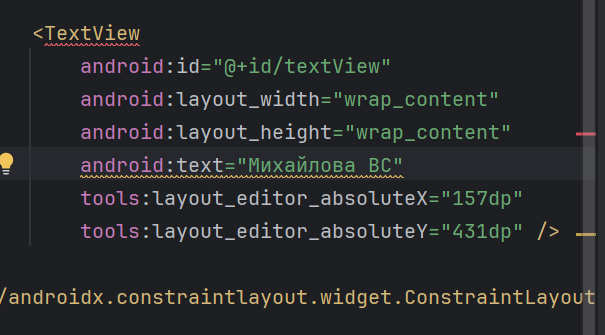 <TextView
android:id="@+id/textView"
android:layout_width="wrap_content"
android:layout_height="wrap_content"
android:text="Михайлова ВС"
tools:layout_editor_absoluteX="157dp"
tools:layout_editor_absoluteY="431dp" />
/androidx.constraintlayout.widget.ConstraintLayout